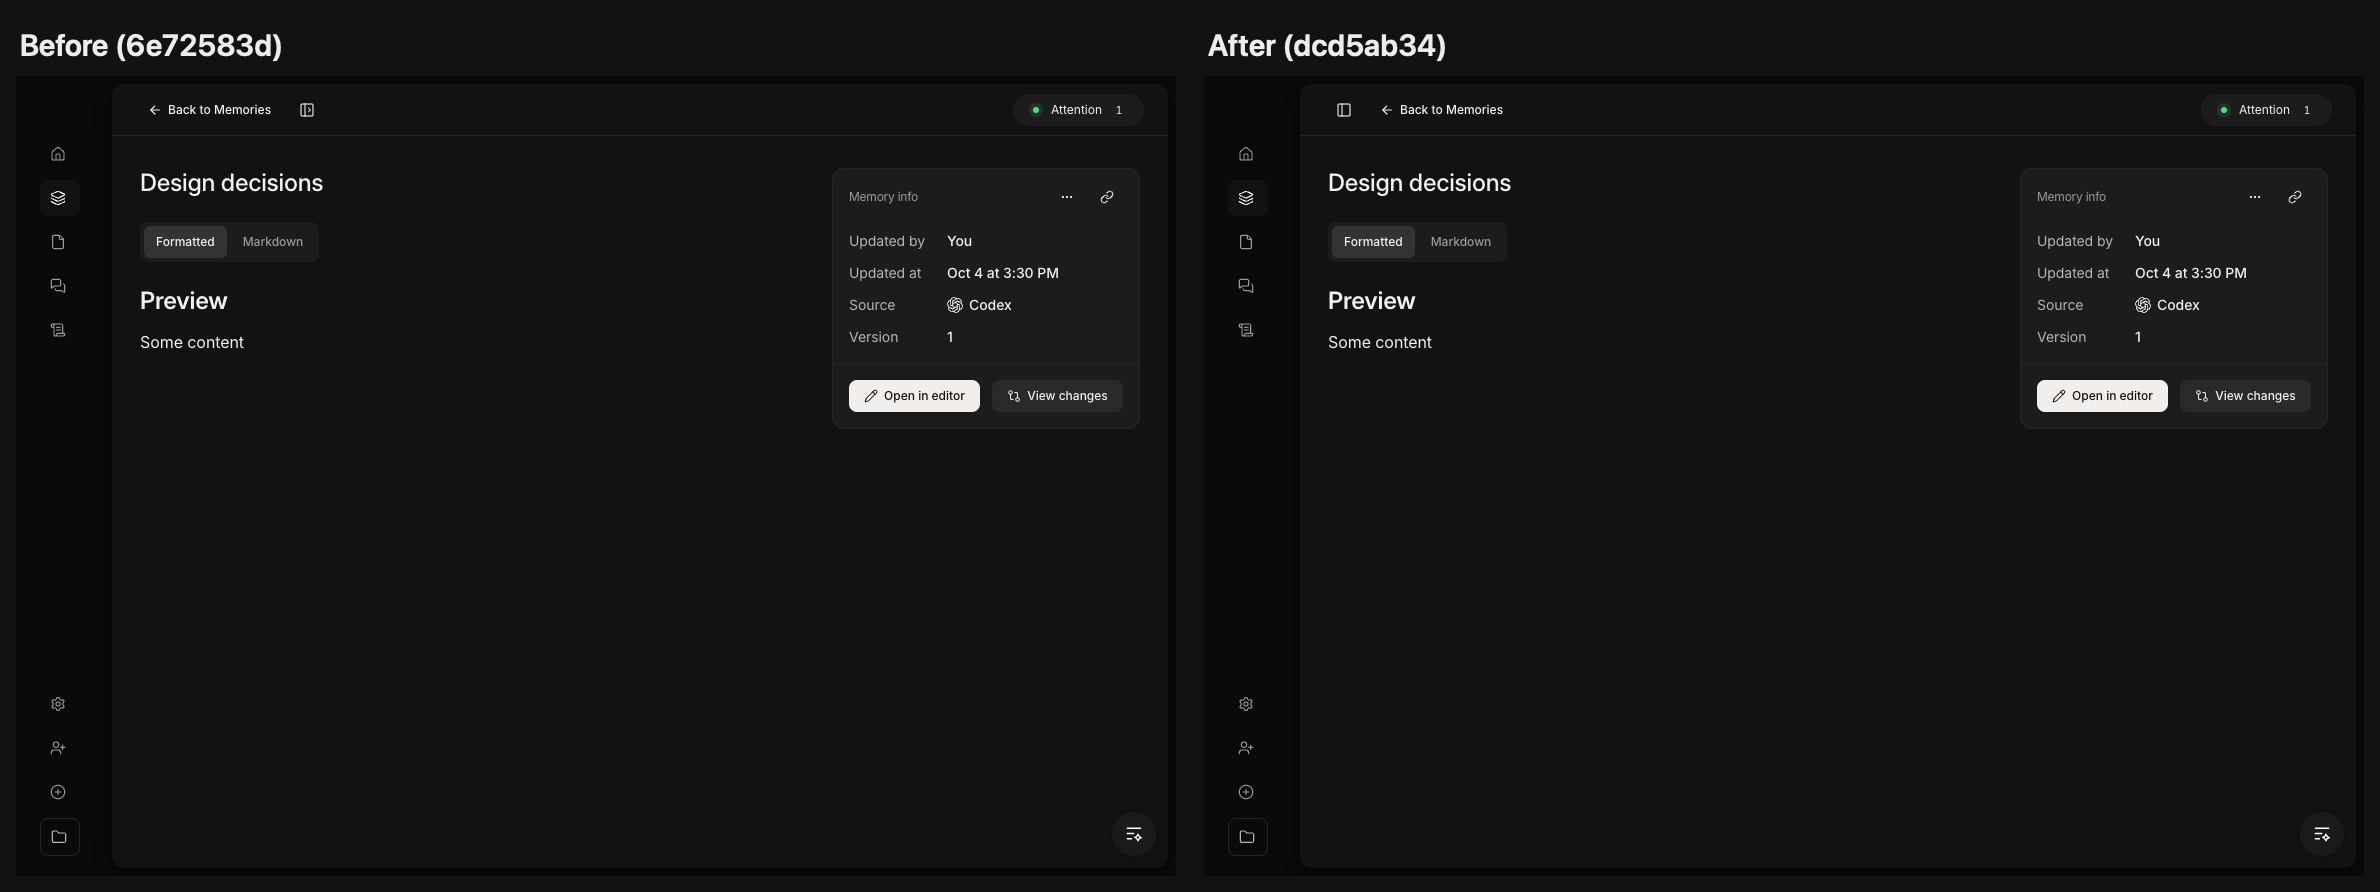 Before (6e72583d)
Back to Memories
Attention 1
Design decisions
Formatted Markdown
Preview
Some content
Memory info
Updated by You
Updated at Oct 4 at 3:30 PM
Source Codex
Version 1
Open in editor View changes
After (dcd5ab34)
Back to Memories
Attention 1
Design decisions
Formatted Markdown
Preview
Some content
Memory info
Updated by You
Updated at Oct 4 at 3:30 PM
Source Codex
Version 1
Open in editor View changes